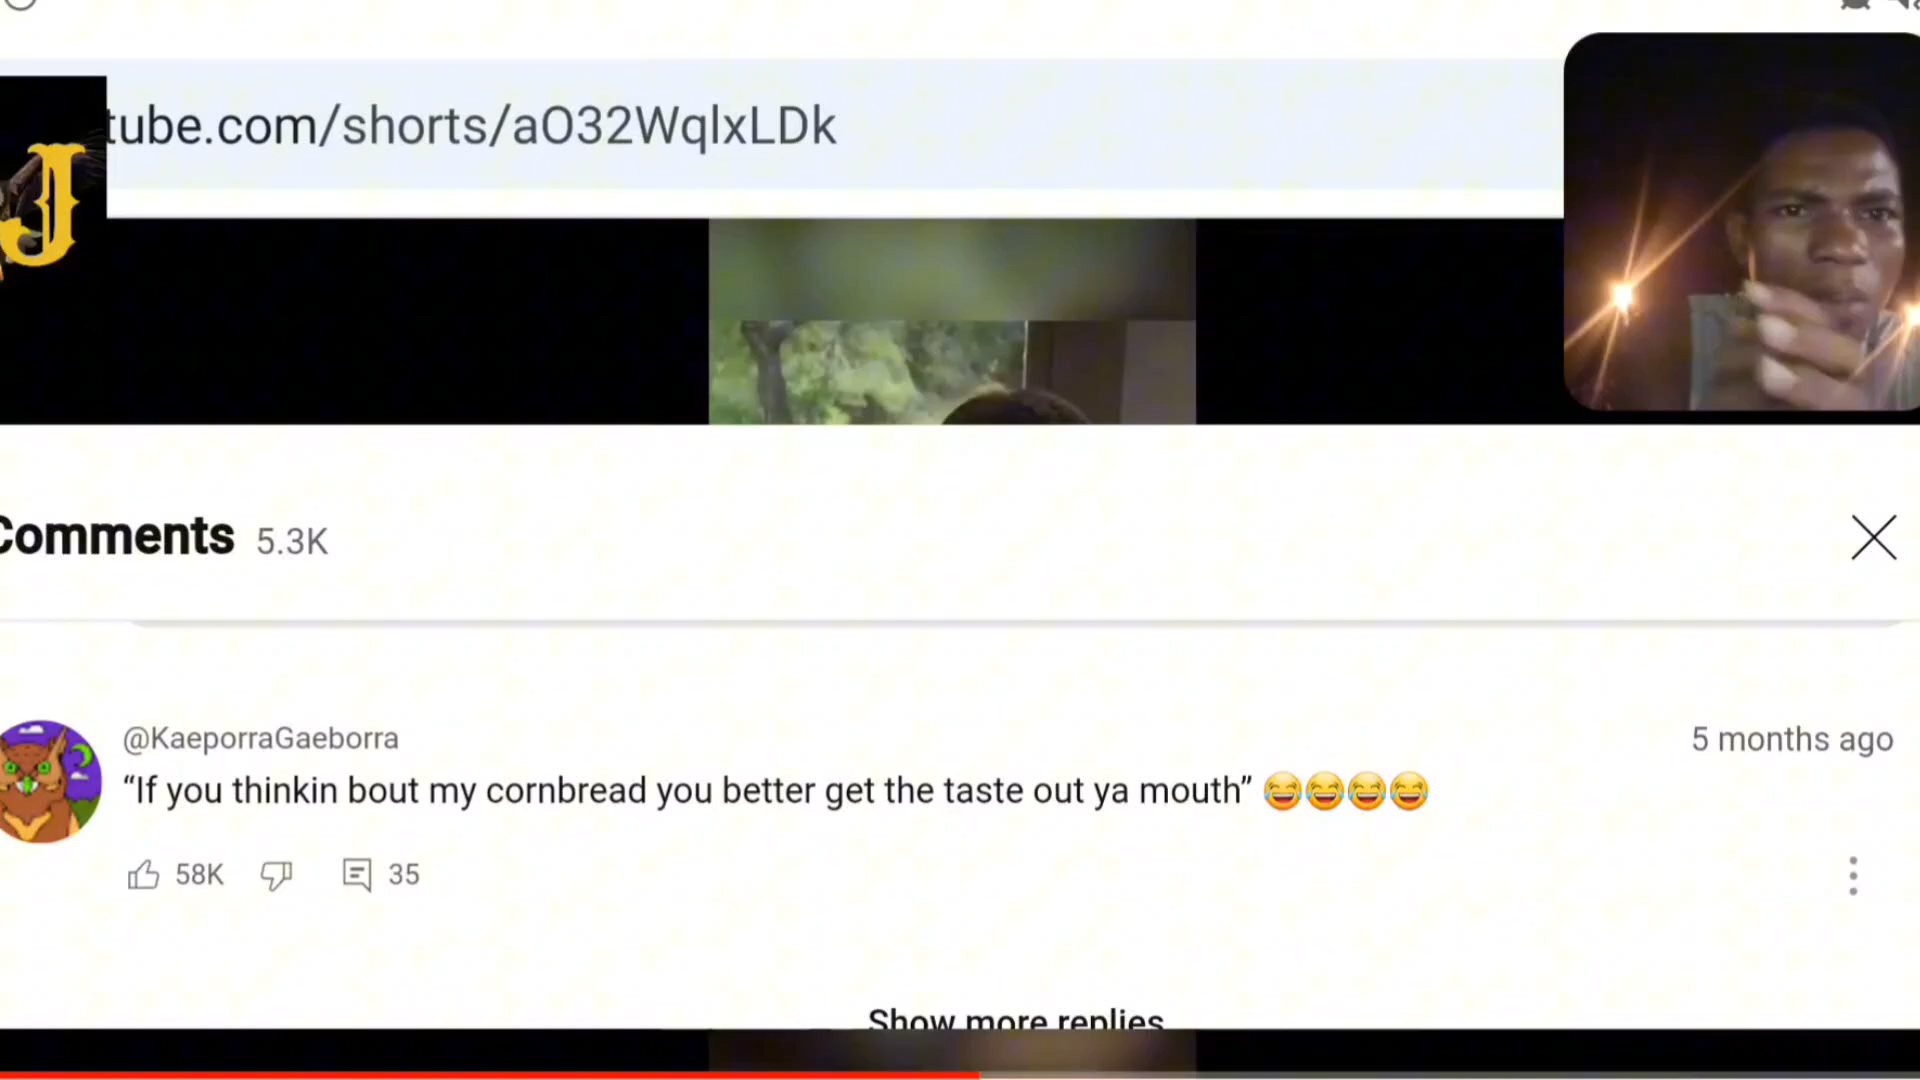 J
tube.com/shorts/aO32WqlxLDk
Comments 5.3K
@KaeporraGaeborra
5 months ago
“If you thinkin bout my cornbread you better get the taste out ya mouth” 😂😂😂😂
58K 35
Show more replies